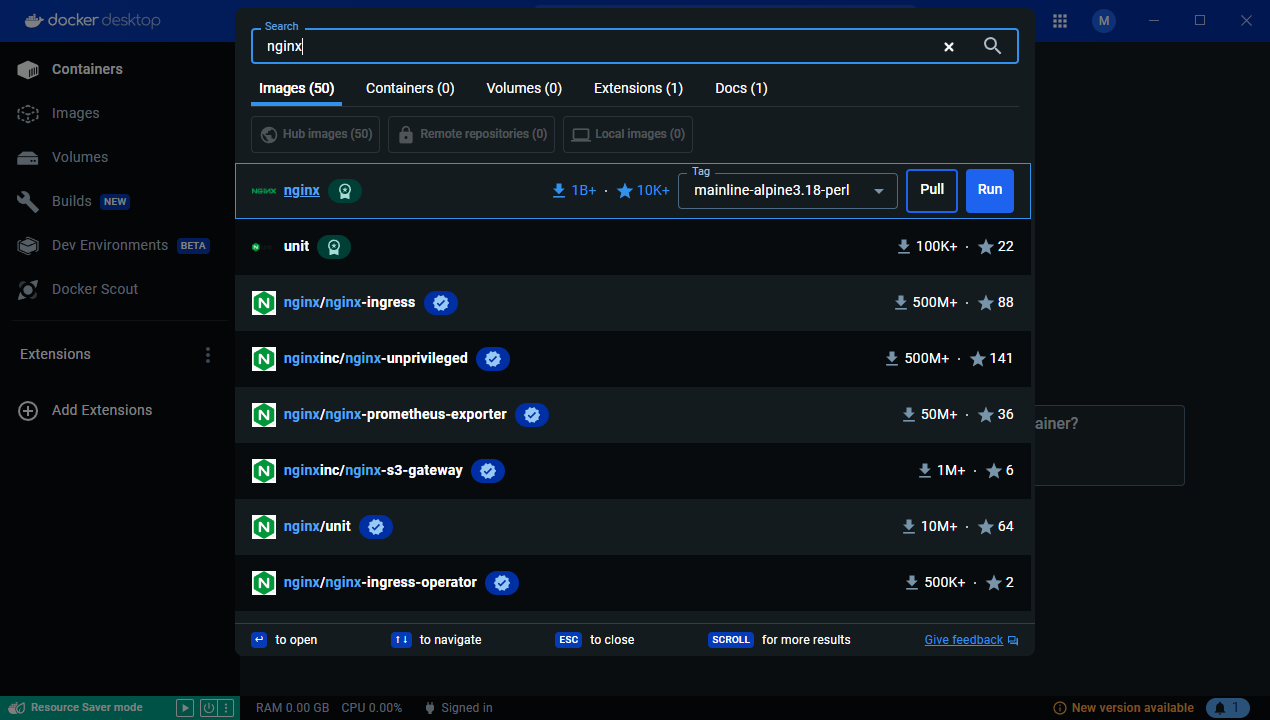 docker desktop
M
Containers
Images
Volumes
Builds NEW
Dev Environments BETA
Docker Scout
Extensions
Add Extensions
Search
nginx
Images (50) Containers (0) Volumes (0) Extensions (1) Docs (1)
Hub images (50) Remote repositories (0) Local images (0)
NGINX nginx 1B+ · 10K+ Tag mainline-alpine3.18-perl Pull Run
unit 100K+ · 22
nginx/nginx-ingress 500M+ · 88
nginxinc/nginx-unprivileged 500M+ · 141
nginx/nginx-prometheus-exporter 50M+ · 36
nginxinc/nginx-s3-gateway 1M+ · 6
nginx/unit 10M+ · 64
nginx/nginx-ingress-operator 500K+ · 2
ainer?
↩ to open ↑↓ to navigate ESC to close SCROLL for more results Give feedback
Resource Saver mode RAM 0.00 GB CPU 0.00% Signed in New version available 1